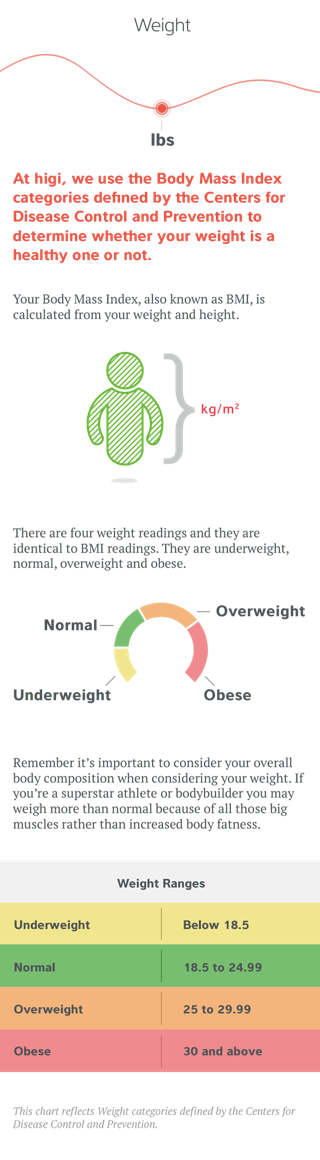 Weight
lbs
At higi, we use the Body Mass Index
categories defined by the Centers for
Disease Control and Prevention to
determine whether your weight is a
healthy one or not.
Your Body Mass Index, also known as BMI, is
calculated from your weight and height.
kg/m²
There are four weight readings and they are
identical to BMI readings. They are underweight,
normal, overweight and obese.
Overweight
Normal
Underweight
Obese
Remember it's important to consider your overall
body composition when considering your weight. If
you're a superstar athlete or bodybuilder you may
weigh more than normal because of all those big
muscles rather than increased body fatness.
Weight Ranges
Underweight Below 18.5
Normal 18.5 to 24.99
Overweight 25 to 29.99
Obese 30 and above
This chart reflects Weight categories defined by the Centers for
Disease Control and Prevention.